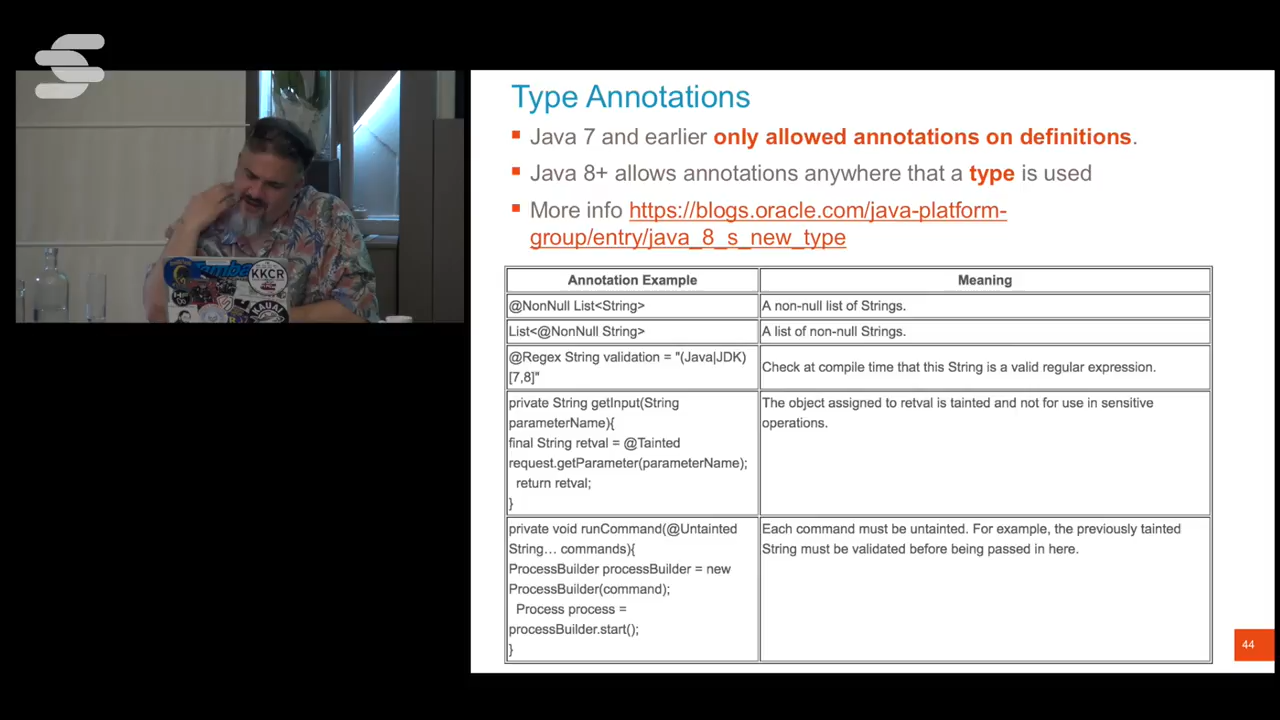 Type Annotations
▪ Java 7 and earlier only allowed annotations on definitions.
▪ Java 8+ allows annotations anywhere that a type is used
▪ More info https://blogs.oracle.com/java-platform-
group/entry/java_8_s_new_type
Annotation Example Meaning
@NonNull List<String> A non-null list of Strings.
List<@NonNull String> A list of non-null Strings.
@Regex String validation = "(Java|JDK)
[7,8]"
Check at compile time that this String is a valid regular expression.
private String getInput(String
parameterName){
final String retval = @Tainted
request.getParameter(parameterName);
return retval;
}
The object assigned to retval is tainted and not for use in sensitive
operations.
private void runCommand(@Untainted
String… commands){
ProcessBuilder processBuilder = new
ProcessBuilder(command);
Process process =
processBuilder.start();
}
Each command must be untainted. For example, the previously tainted
String must be validated before being passed in here.
44
KKCR
KAUAI